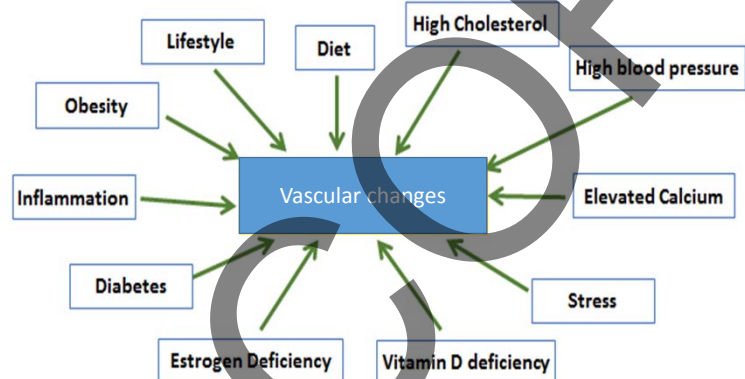 High Cholesterol
Lifestyle
Diet
High blood pressure
Obesity
Vascular changes
Inflammation
Elevated Calcium
Diabetes
Stress
Estrogen Deficiency
Vitamin D deficiency